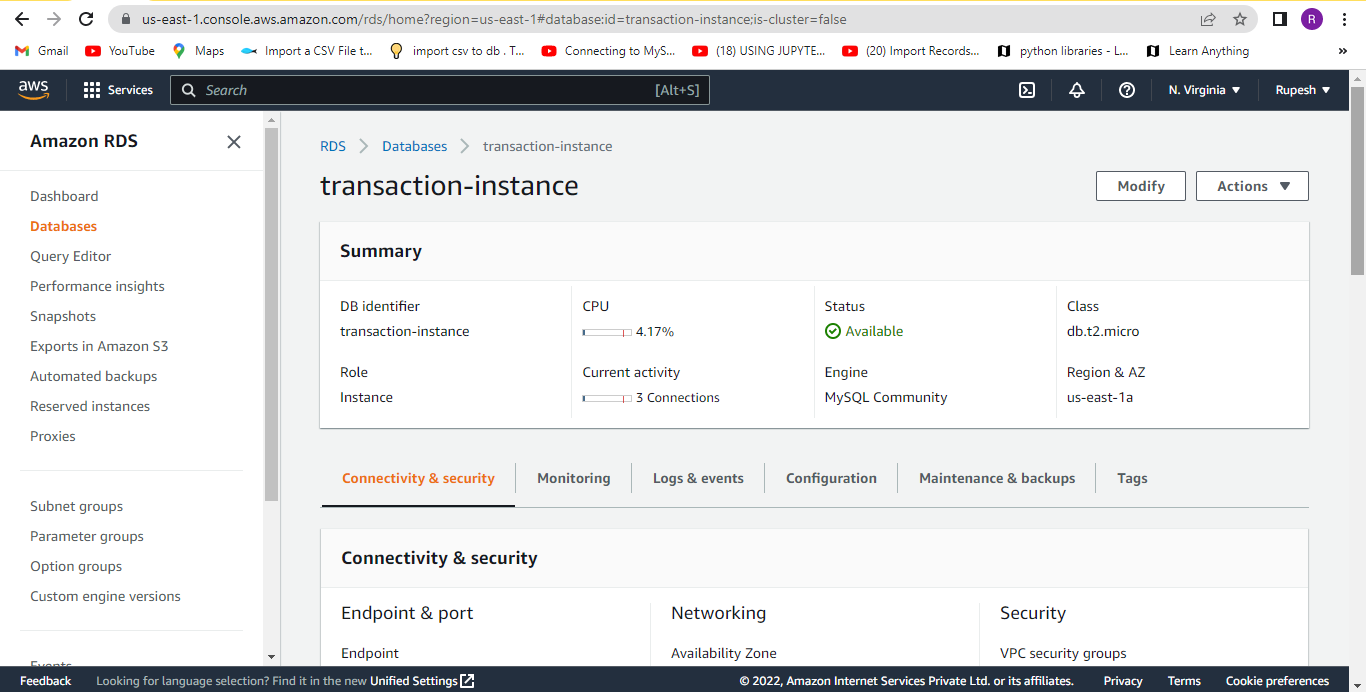 us-east-1.console.aws.amazon.com/rds/home?region=us-east-1#database:id=transaction-instance;is-cluster=false
R
Gmail YouTube Maps Import a CSV File t... import csv to db . T... Connecting to MyS... (18) USING JUPYTE... (20) Import Records... python libraries - L... Learn Anything »
aws Services Search [Alt+S] N. Virginia ▼ Rupesh ▼
Amazon RDS
Dashboard
Databases
Query Editor
Performance insights
Snapshots
Exports in Amazon S3
Automated backups
Reserved instances
Proxies
Subnet groups
Parameter groups
Option groups
Custom engine versions
Events
RDS > Databases > transaction-instance
transaction-instance
Modify Actions ▼
Summary
DB identifier CPU Status Class
transaction-instance 4.17% Available db.t2.micro
Role Current activity Engine Region & AZ
Instance 3 Connections MySQL Community us-east-1a
Connectivity & security Monitoring Logs & events Configuration Maintenance & backups Tags
Connectivity & security
Endpoint & port Networking Security
Endpoint Availability Zone VPC security groups
Feedback Looking for language selection? Find it in the new Unified Settings © 2022, Amazon Internet Services Private Ltd. or its affiliates. Privacy Terms Cookie preferences